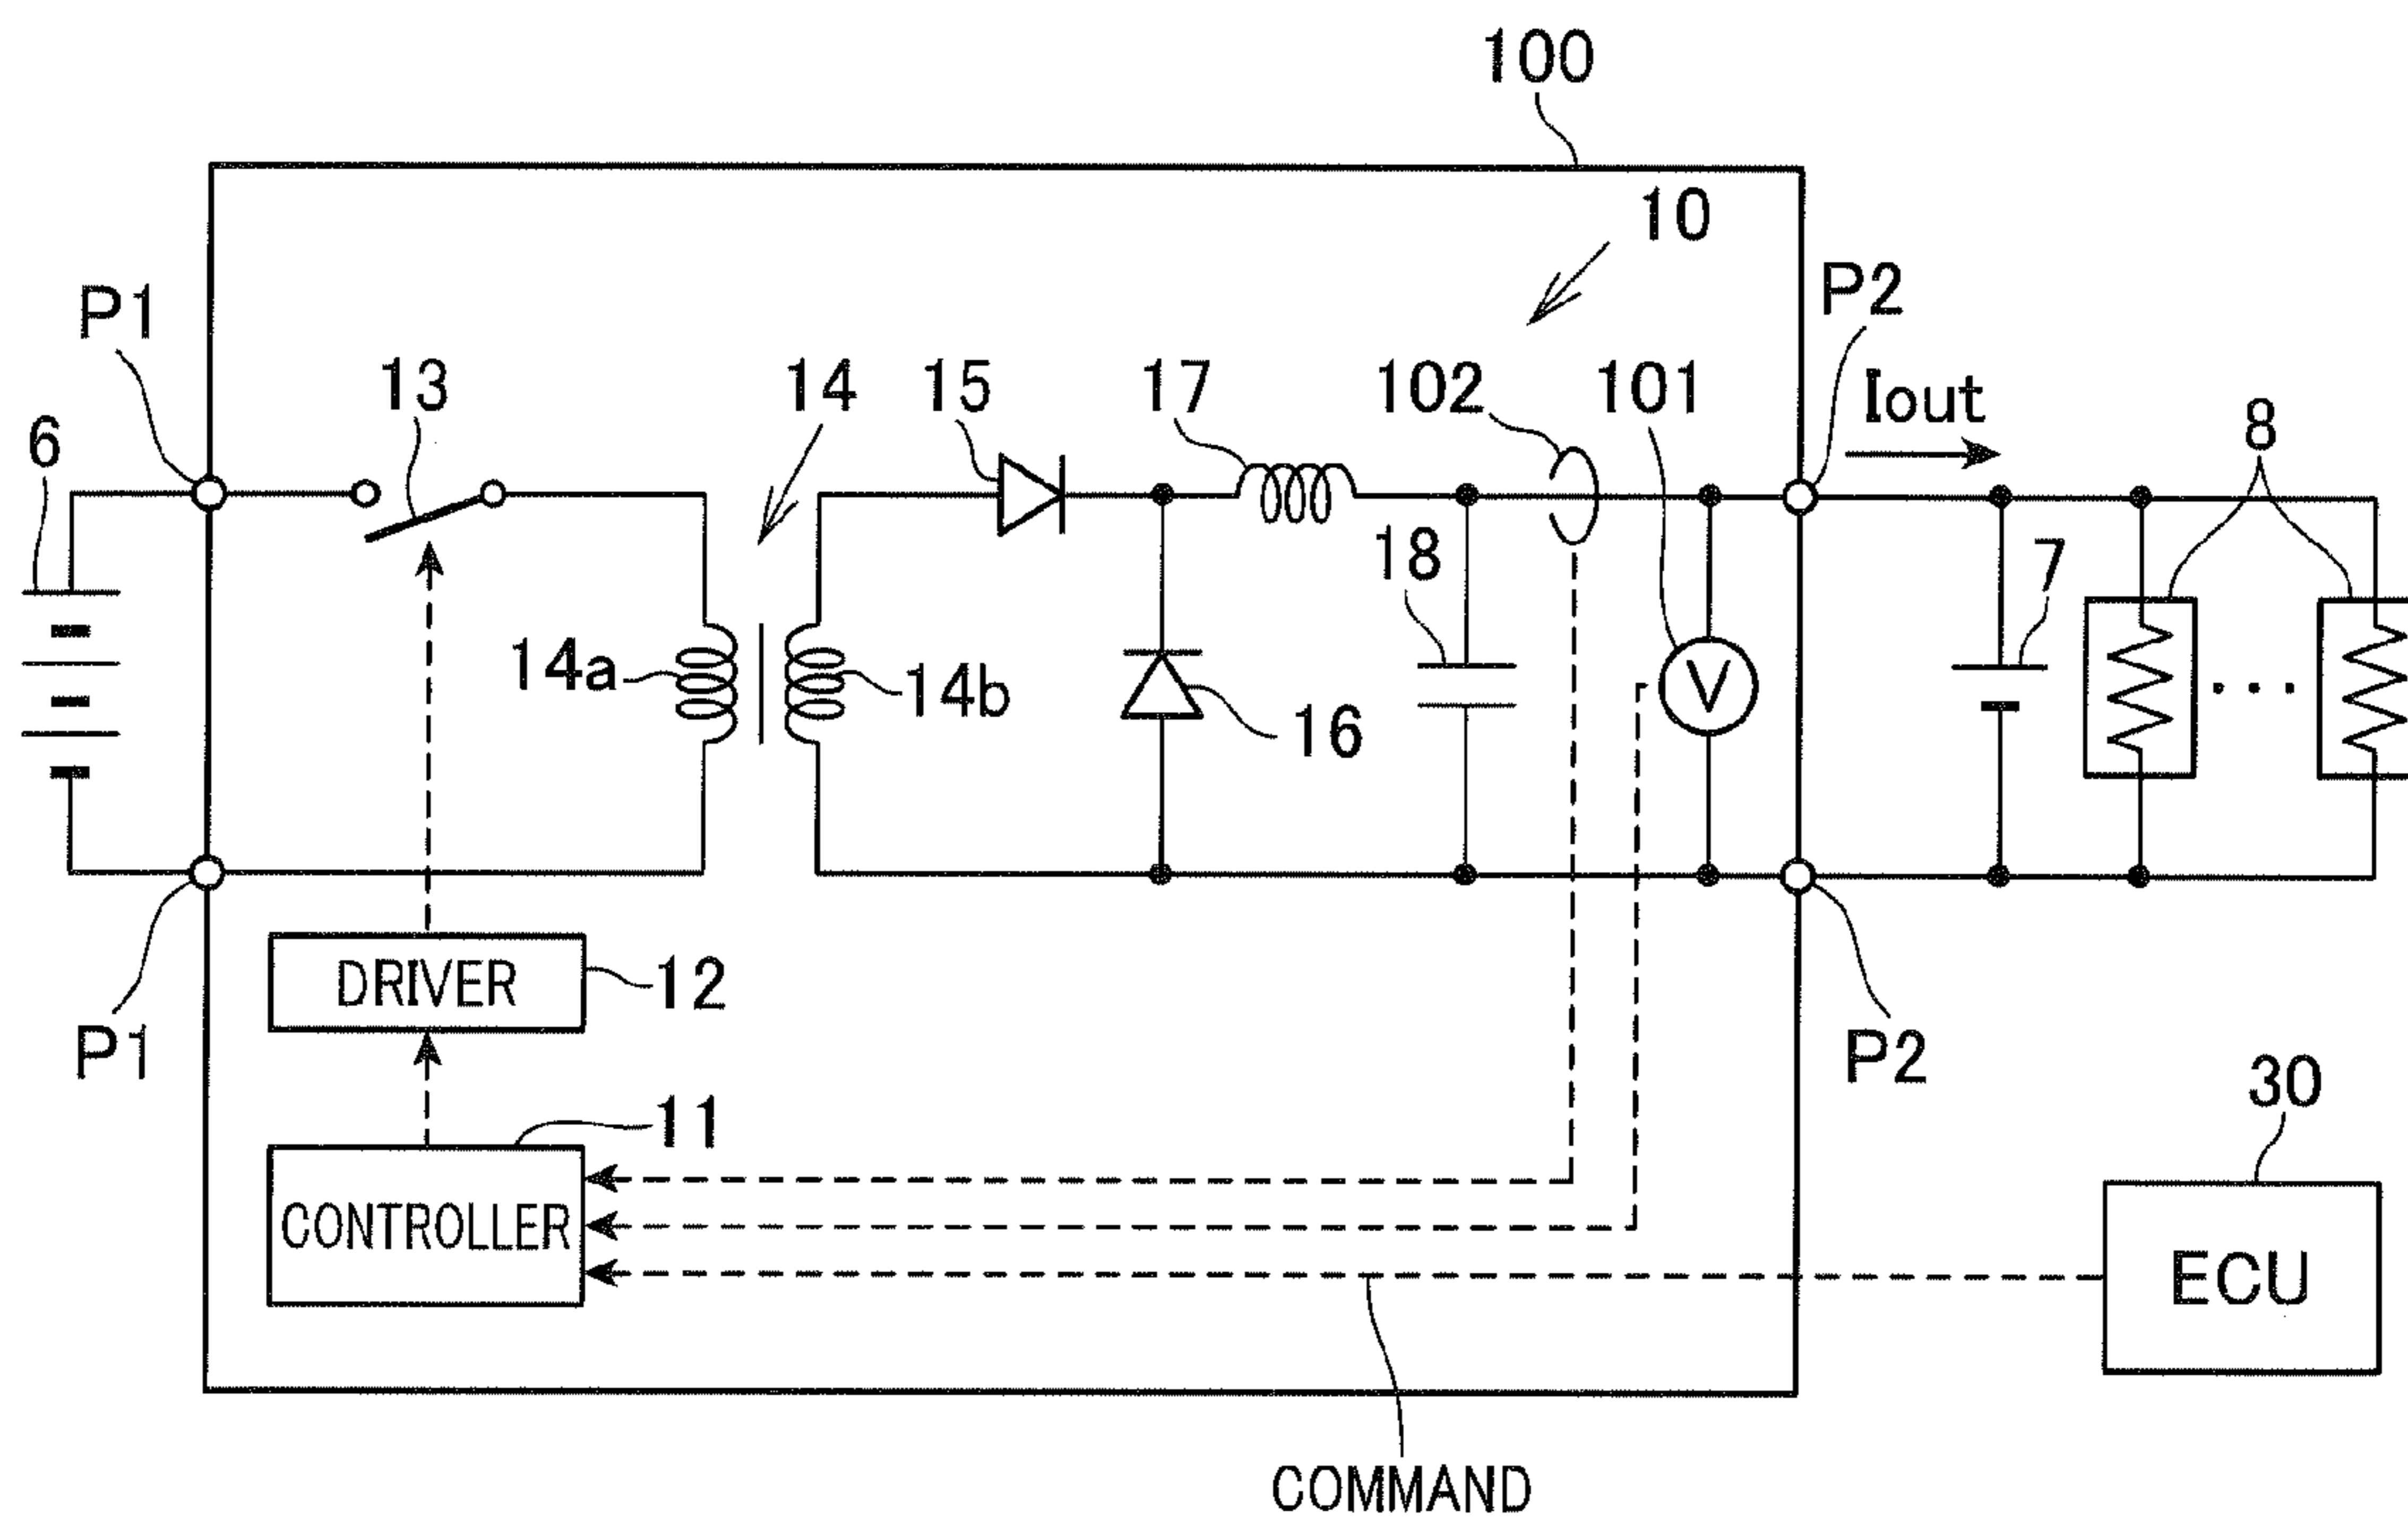 100
10
P1
P2
13
14
15
17
102
101
Iout
8
6
18
7
14a
14b
16
V
DRIVER
12
P1
P2
11
30
CONTROLLER
ECU
COMMAND